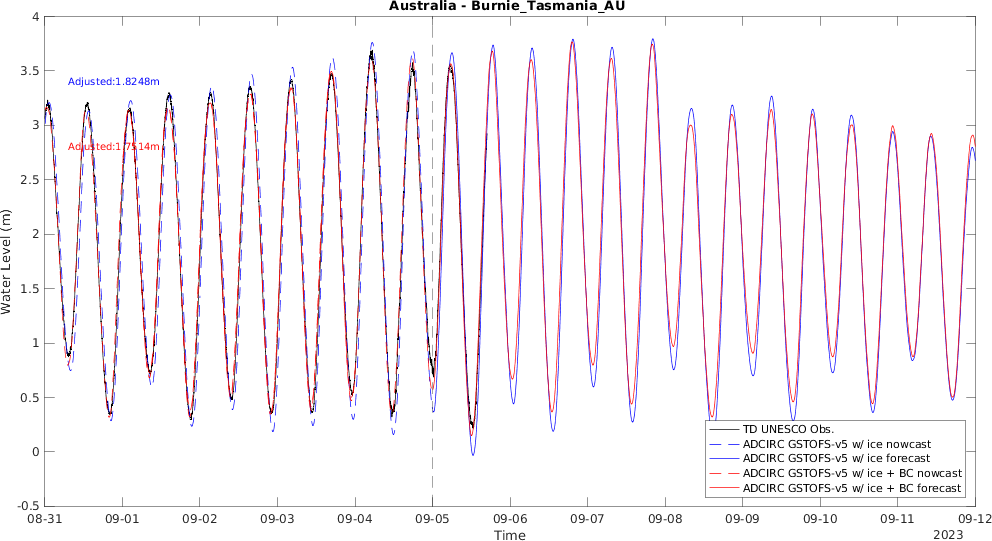 Australia - Burnie_Tasmania_AU
4
3.5
3
2.5
2
1.5
1
0.5
0
-0.5
Water Level (m)
Adjusted:1.8248m
Adjusted:1.7514m
TD UNESCO Obs.
ADCIRC GSTOFS-v5 w/ ice nowcast
ADCIRC GSTOFS-v5 w/ ice forecast
ADCIRC GSTOFS-v5 w/ ice + BC nowcast
ADCIRC GSTOFS-v5 w/ ice + BC forecast
08-31 09-01 09-02 09-03 09-04 09-05 09-06 09-07 09-08 09-09 09-10 09-11 09-12
Time
2023